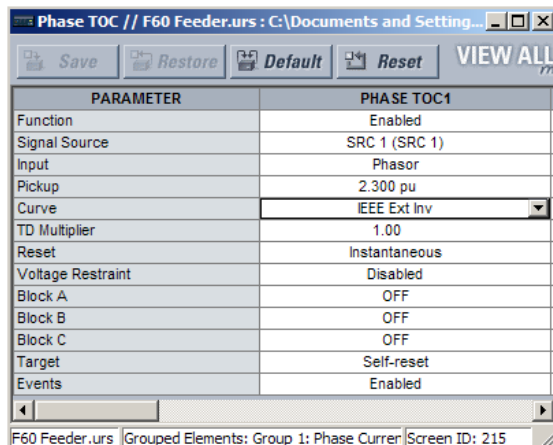 Phase TOC // F60 Feeder.urs : C:\Documents and Setting...
Save Restore Default Reset VIEW ALL
PARAMETER PHASE TOC1
Function Enabled
Signal Source SRC 1 (SRC 1)
Input Phasor
Pickup 2.300 pu
Curve IEEE Ext Inv
TD Multiplier 1.00
Reset Instantaneous
Voltage Restraint Disabled
Block A OFF
Block B OFF
Block C OFF
Target Self-reset
Events Enabled
F60 Feeder.urs Grouped Elements: Group 1: Phase Currer Screen ID: 215